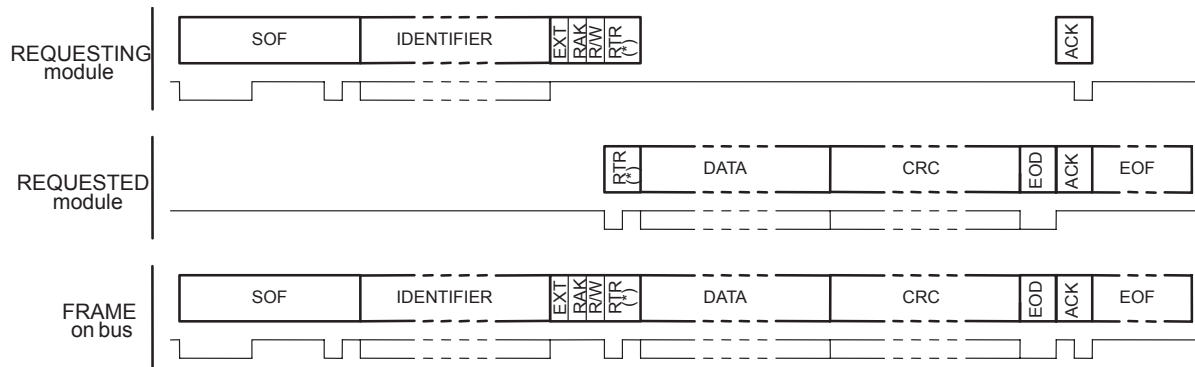 SOF IDENTIFIER EXT RAK R/W RTR (*) ACK
REQUESTING
module
RTR (*) DATA CRC EOD ACK EOF
REQUESTED
module
SOF IDENTIFIER EXT RAK R/W RTR (*) DATA CRC EOD ACK EOF
FRAME
on bus